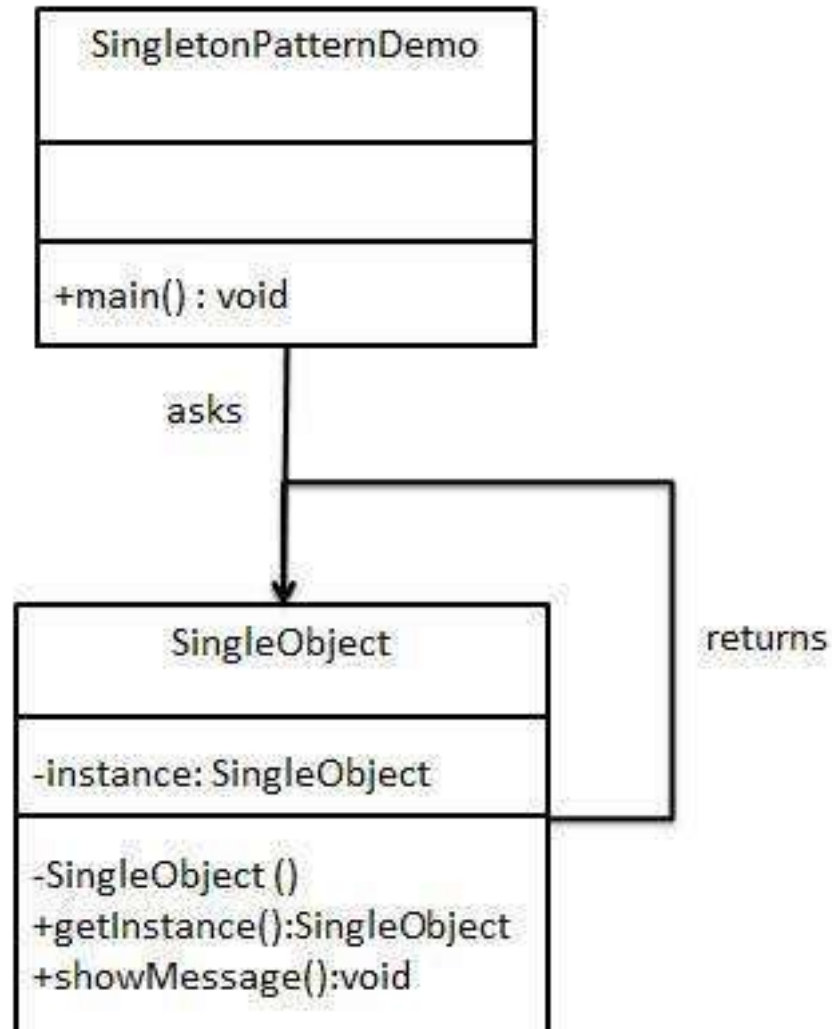 SingletonPatternDemo
+main() : void
asks
SingleObject
returns
-instance: SingleObject
-SingleObject ()
+getInstance():SingleObject
+showMessage():void